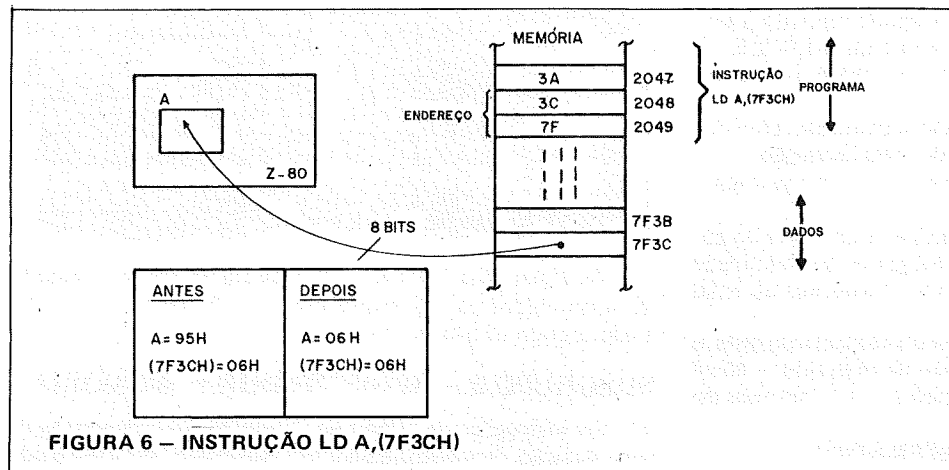 MEMÓRIA
A
Z-80
ENDEREÇO
3A 2047
3C 2048
7F 2049
INSTRUÇÃO
LD A,(7F3CH)
PROGRAMA
7F3B
7F3C
DADOS
8 BITS
ANTES
A = 95H
(7F3CH) = 06H
DEPOIS
A = 06H
(7F3CH) = 06H
FIGURA 6 — INSTRUÇÃO LD A,(7F3CH)